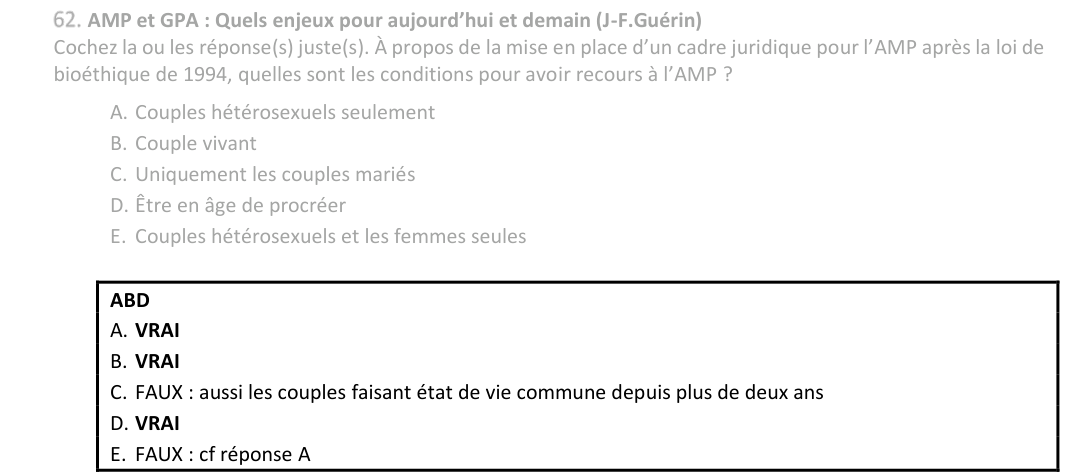 62. AMP et GPA : Quels enjeux pour aujourd’hui et demain (J-F.Guérin)
Cochez la ou les réponse(s) juste(s). À propos de la mise en place d’un cadre juridique pour l’AMP après la loi de
bioéthique de 1994, quelles sont les conditions pour avoir recours à l’AMP ?
A. Couples hétérosexuels seulement
B. Couple vivant
C. Uniquement les couples mariés
D. Être en âge de procréer
E. Couples hétérosexuels et les femmes seules
ABD
A. VRAI
B. VRAI
C. FAUX : aussi les couples faisant état de vie commune depuis plus de deux ans
D. VRAI
E. FAUX : cf réponse A